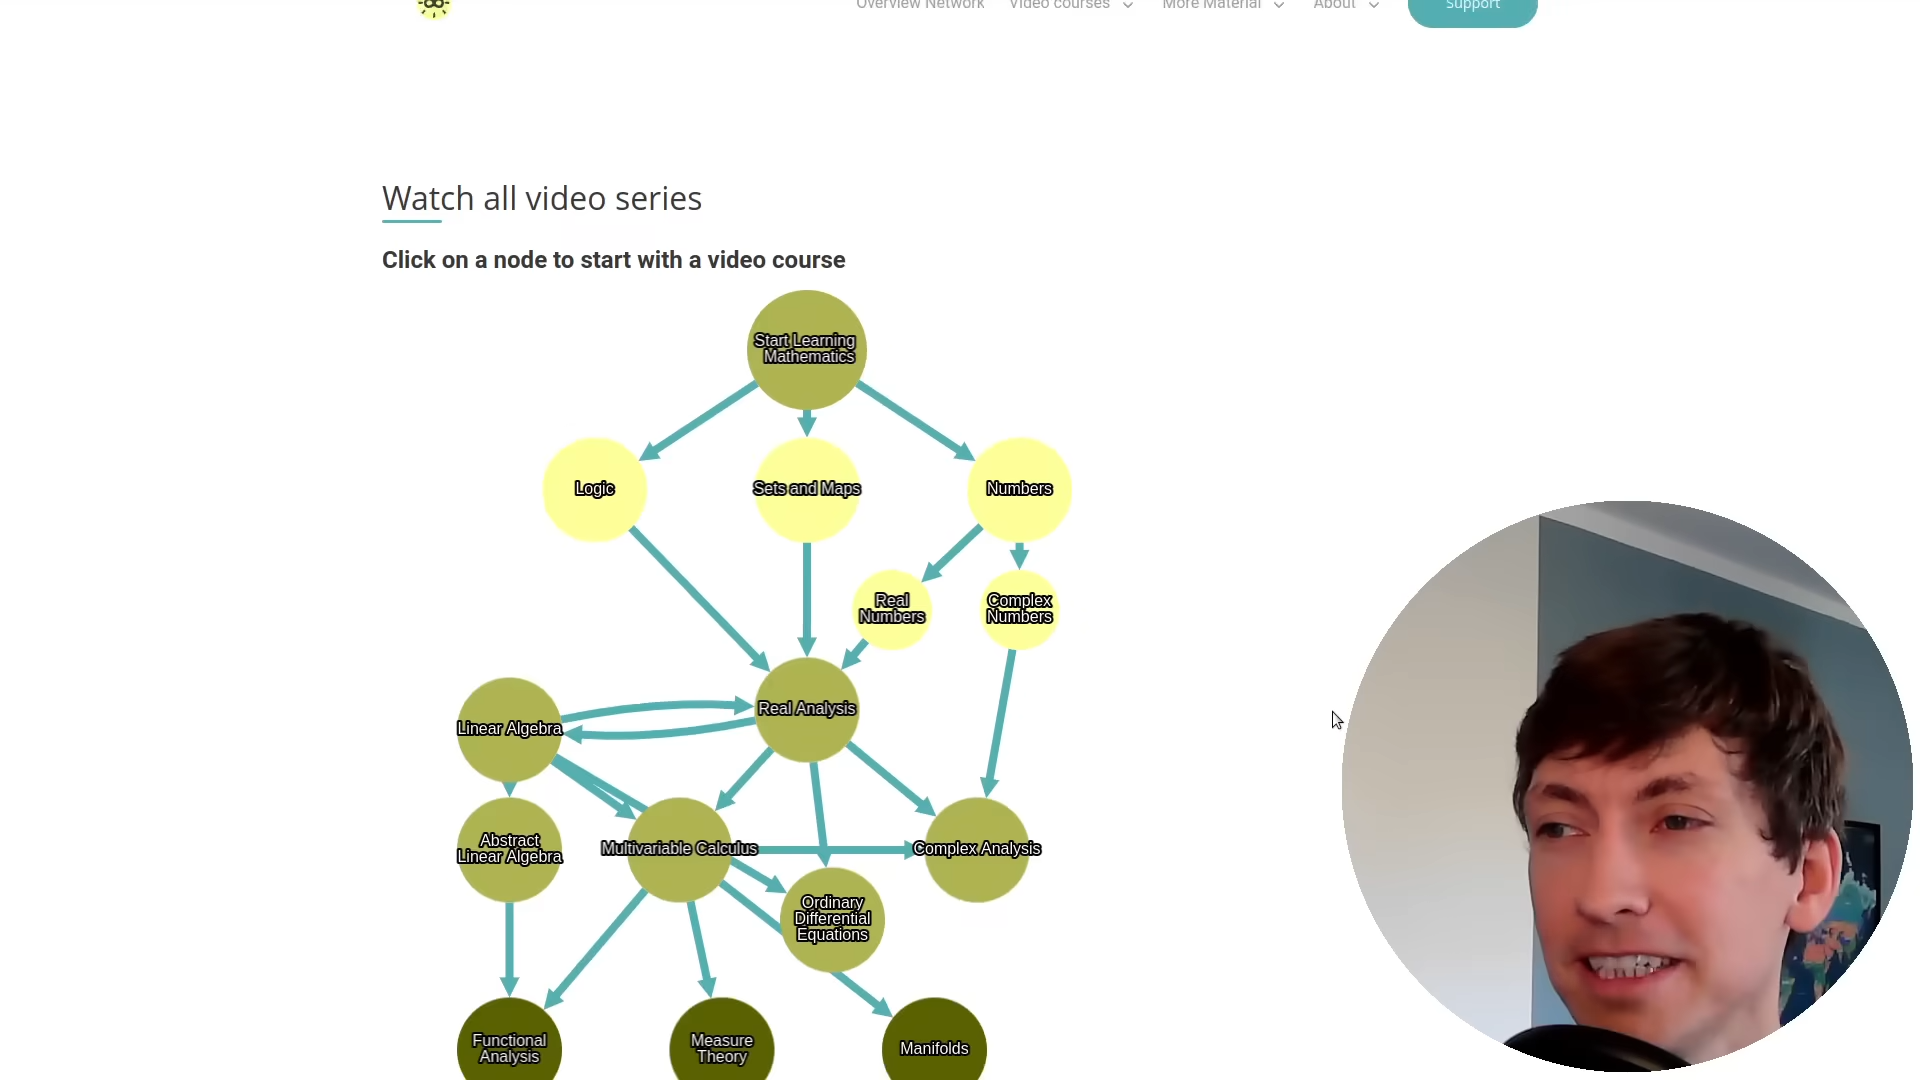 Overview Network
Video courses
More Material
About
Support
Watch all video series
Click on a node to start with a video course
Start Learning
Mathematics
Logic
Sets and Maps
Numbers
Real
Numbers
Complex
Numbers
Linear Algebra
Real Analysis
Abstract
Linear Algebra
Multivariable Calculus
Complex Analysis
Ordinary
Differential
Equations
Functional
Analysis
Measure
Theory
Manifolds